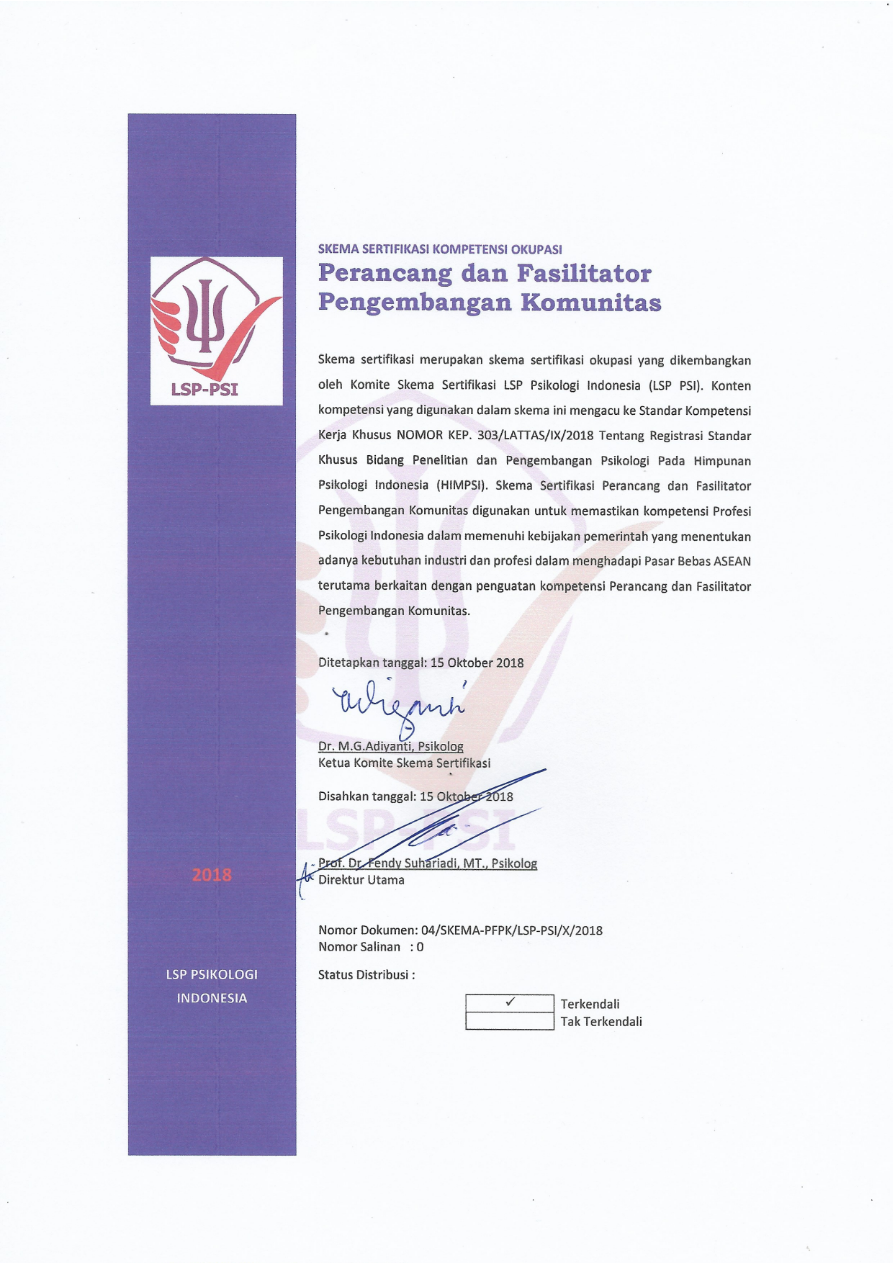 SKEMA SERTIFIKASI KOMPETENSI OKUPASI
Perancang dan Fasilitator
Pengembangan Komunitas
LSP-PSI
Skema sertifikasi merupakan skema sertifikasi okupasi yang dikembangkan
oleh Komite Skema Sertifikasi LSP Psikologi Indonesia (LSP PSI). Konten
kompetensi yang digunakan dalam skema ini mengacu ke Standar Kompetensi
Kerja Khusus NOMOR KEP. 303/LATTAS/IX/2018 Tentang Registrasi Standar
Khusus Bidang Penelitian dan Pengembangan Psikologi Pada Himpunan
Psikologi Indonesia (HIMPSI). Skema Sertifikasi Perancang dan Fasilitator
Pengembangan Komunitas digunakan untuk memastikan kompetensi Profesi
Psikologi Indonesia dalam memenuhi kebijakan pemerintah yang menentukan
adanya kebutuhan industri dan profesi dalam menghadapi Pasar Bebas ASEAN
terutama berkaitan dengan penguatan kompetensi Perancang dan Fasilitator
Pengembangan Komunitas.
Ditetapkan tanggal: 15 Oktober 2018
Dr. M.G.Adiyanti, Psikolog
Ketua Komite Skema Sertifikasi
Disahkan tanggal: 15 Oktober 2018
LSP-PSI
Prof. Dr. Fendy Suhariadi, MT., Psikolog
Direktur Utama
2018
Nomor Dokumen: 04/SKEMA-PFPK/LSP-PSI/X/2018
Nomor Salinan : 0
LSP PSIKOLOGI
INDONESIA
Status Distribusi :
✓ Terkendali
Tak Terkendali